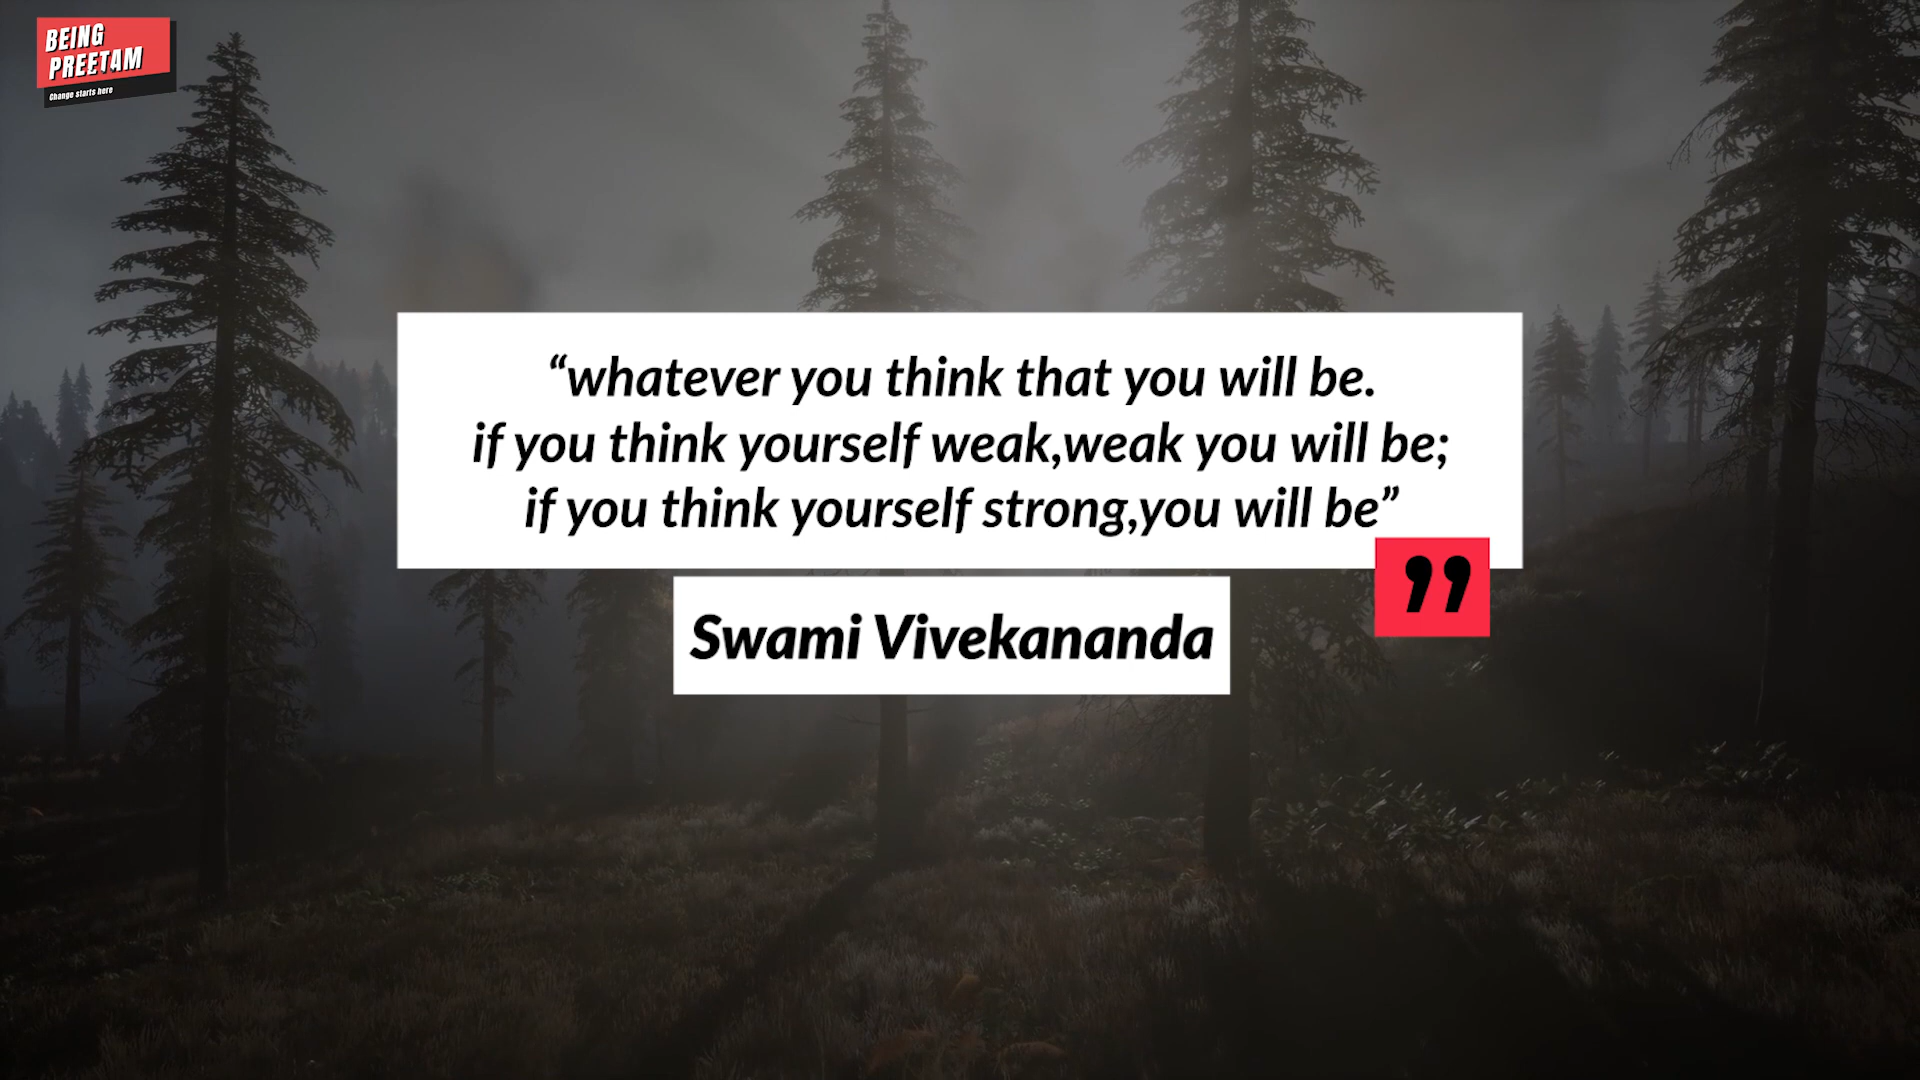 BEING
PREETAM
Change starts here
“whatever you think that you will be.
if you think yourself weak,weak you will be;
if you think yourself strong,you will be”
”
Swami Vivekananda